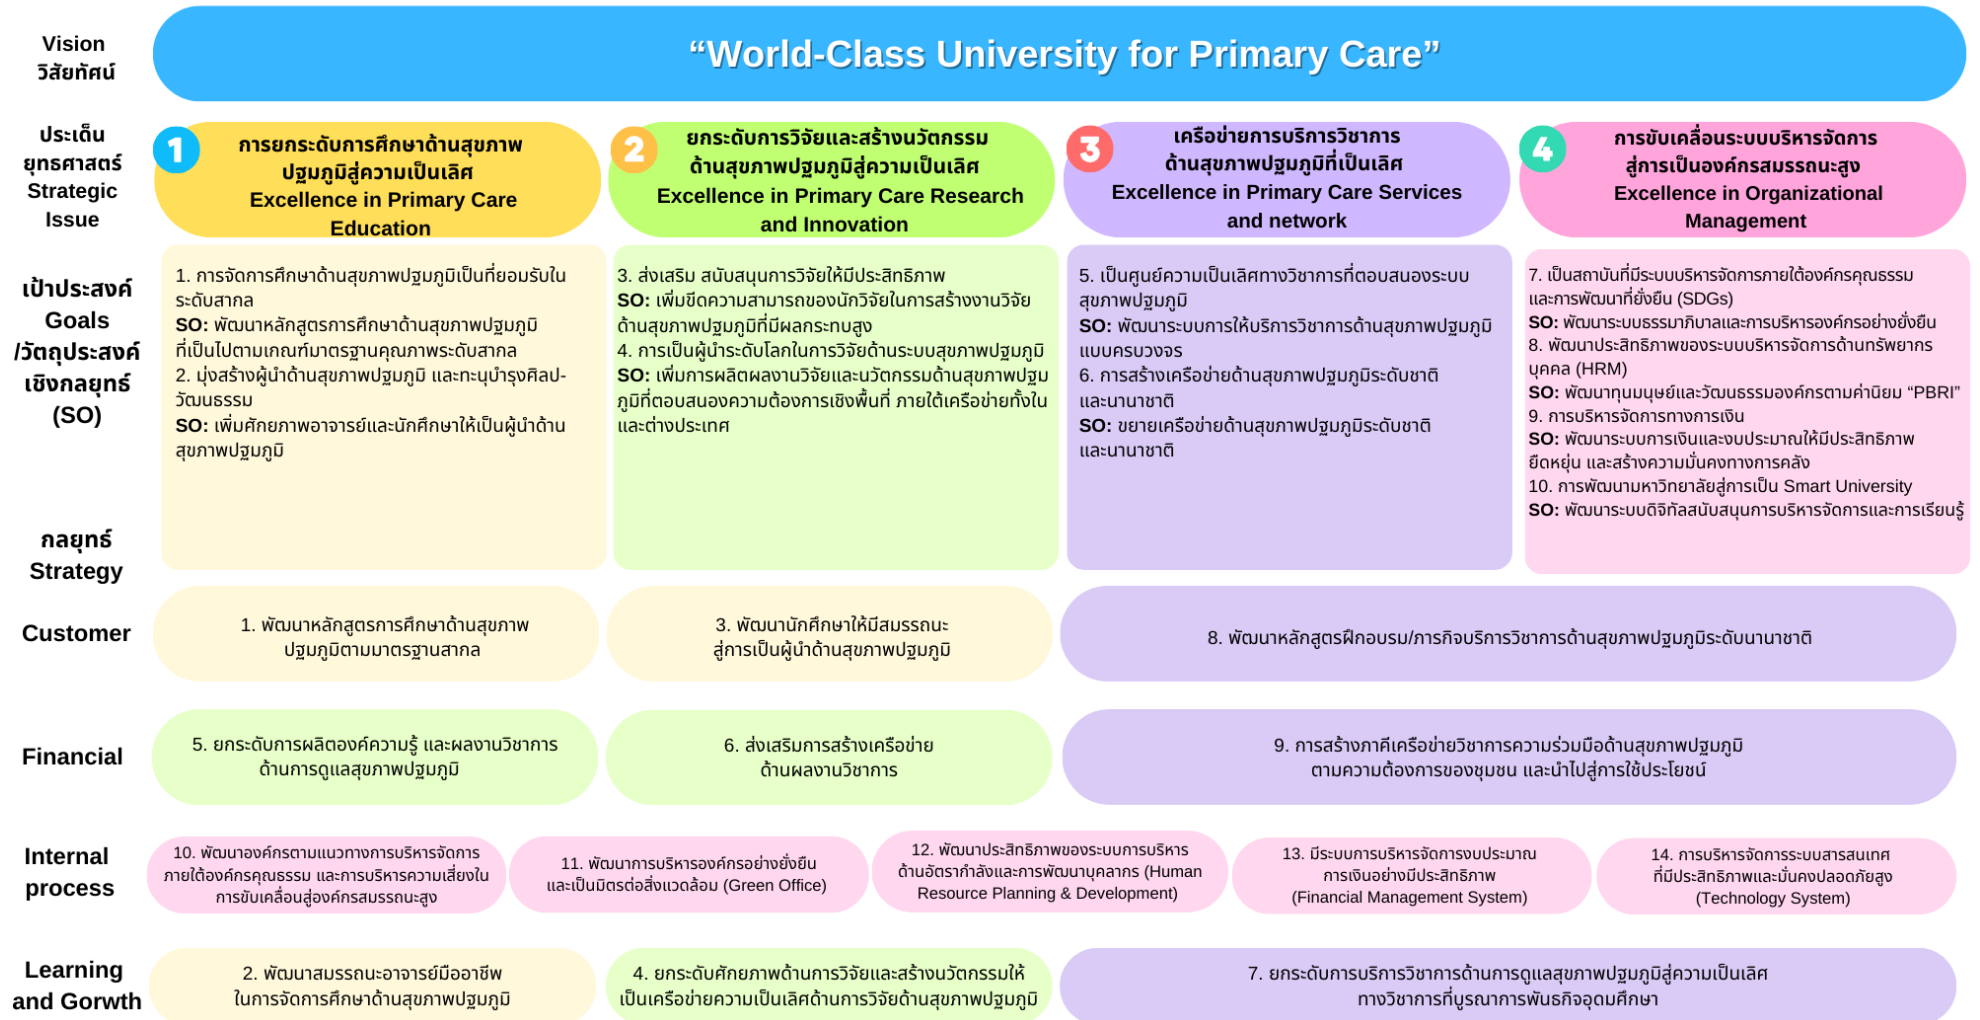 Vision
วิสัยทัศน์
“World-Class University for Primary Care”
ประเด็น
ยุทธศาสตร์
Strategic
Issue
1
การยกระดับการศึกษาด้านสุขภาพ
ปฐมภูมิสู่ความเป็นเลิศ
Excellence in Primary Care
Education
2
ยกระดับการวิจัยและสร้างนวัตกรรม
ด้านสุขภาพปฐมภูมิสู่ความเป็นเลิศ
Excellence in Primary Care Research
and Innovation
3
เครือข่ายการบริการวิชาการ
ด้านสุขภาพปฐมภูมิที่เป็นเลิศ
Excellence in Primary Care Services
and network
4
การขับเคลื่อนระบบบริหารจัดการ
สู่การเป็นองค์กรสมรรถนะสูง
Excellence in Organizational
Management
เป้าประสงค์
Goals
/วัตถุประสงค์
เชิงกลยุทธ์
(SO)
1. การจัดการศึกษาด้านสุขภาพปฐมภูมิเป็นที่ยอมรับใน
ระดับสากล
SO: พัฒนาหลักสูตรการศึกษาด้านสุขภาพปฐมภูมิ
ที่เป็นไปตามเกณฑ์มาตรฐานคุณภาพระดับสากล
2. มุ่งสร้างผู้นำด้านสุขภาพปฐมภูมิ และทะนุบำรุงศิลป-
วัฒนธรรม
SO: เพิ่มศักยภาพอาจารย์และนักศึกษาให้เป็นผู้นำด้าน
สุขภาพปฐมภูมิ
3. ส่งเสริม สนับสนุนการวิจัยให้มีประสิทธิภาพ
SO: เพิ่มขีดความสามารถของนักวิจัยในการสร้างงานวิจัย
ด้านสุขภาพปฐมภูมิที่มีผลกระทบสูง
4. การเป็นผู้นำระดับโลกในการวิจัยด้านระบบสุขภาพปฐมภูมิ
SO: เพิ่มการผลิตผลงานวิจัยและนวัตกรรมด้านสุขภาพปฐม
ภูมิที่ตอบสนองความต้องการเชิงพื้นที่ ภายใต้เครือข่ายทั้งใน
และต่างประเทศ
5. เป็นศูนย์ความเป็นเลิศทางวิชาการที่ตอบสนองระบบ
สุขภาพปฐมภูมิ
SO: พัฒนาระบบการให้บริการวิชาการด้านสุขภาพปฐมภูมิ
แบบครบวงจร
6. การสร้างเครือข่ายด้านสุขภาพปฐมภูมิระดับชาติ
และนานาชาติ
SO: ขยายเครือข่ายด้านสุขภาพปฐมภูมิระดับชาติ
และนานาชาติ
7. เป็นสถาบันที่มีระบบบริหารจัดการภายใต้องค์กรคุณธรรม
และการพัฒนาที่ยั่งยืน (SDGs)
SO: พัฒนาระบบธรรมาภิบาลและการบริหารองค์กรอย่างยั่งยืน
8. พัฒนาประสิทธิภาพของระบบบริหารจัดการด้านทรัพยากร
บุคคล (HRM)
SO: พัฒนาทุนมนุษย์และวัฒนธรรมองค์กรตามค่านิยม “PBRI”
9. การบริหารจัดการทางการเงิน
SO: พัฒนาระบบการเงินและงบประมาณให้มีประสิทธิภาพ
ยืดหยุ่น และสร้างความมั่นคงทางการคลัง
10. การพัฒนามหาวิทยาลัยสู่การเป็น Smart University
SO: พัฒนาระบบดิจิทัลสนับสนุนการบริหารจัดการและการเรียนรู้
กลยุทธ์
Strategy
Customer
1. พัฒนาหลักสูตรการศึกษาด้านสุขภาพ
ปฐมภูมิตามมาตรฐานสากล
3. พัฒนานักศึกษาให้มีสมรรถนะ
สู่การเป็นผู้นำด้านสุขภาพปฐมภูมิ
8. พัฒนาหลักสูตรฝึกอบรม/ภารกิจบริการวิชาการด้านสุขภาพปฐมภูมิระดับนานาชาติ
Financial
5. ยกระดับการผลิตองค์ความรู้ และผลงานวิชาการ
ด้านการดูแลสุขภาพปฐมภูมิ
6. ส่งเสริมการสร้างเครือข่าย
ด้านผลงานวิชาการ
9. การสร้างภาคีเครือข่ายวิชาการความร่วมมือด้านสุขภาพปฐมภูมิ
ตามความต้องการของชุมชน และนำไปสู่การใช้ประโยชน์
Internal
process
10. พัฒนาองค์กรตามแนวทางการบริหารจัดการ
ภายใต้องค์กรคุณธรรม และการบริหารความเสี่ยงใน
การขับเคลื่อนสู่องค์กรสมรรถนะสูง
11. พัฒนาการบริหารองค์กรอย่างยั่งยืน
และเป็นมิตรต่อสิ่งแวดล้อม (Green Office)
12. พัฒนาประสิทธิภาพของระบบการบริหาร
ด้านอัตรากำลังและการพัฒนาบุคลากร (Human
Resource Planning & Development)
13. มีระบบการบริหารจัดการงบประมาณ
การเงินอย่างมีประสิทธิภาพ
(Financial Management System)
14. การบริหารจัดการระบบสารสนเทศ
ที่มีประสิทธิภาพและมั่นคงปลอดภัยสูง
(Technology System)
Learning
and Gorwth
2. พัฒนาสมรรถนะอาจารย์มืออาชีพ
ในการจัดการศึกษาด้านสุขภาพปฐมภูมิ
4. ยกระดับศักยภาพด้านการวิจัยและสร้างนวัตกรรมให้
เป็นเครือข่ายความเป็นเลิศด้านการวิจัยด้านสุขภาพปฐมภูมิ
7. ยกระดับการบริการวิชาการด้านการดูแลสุขภาพปฐมภูมิสู่ความเป็นเลิศ
ทางวิชาการที่บูรณาการพันธกิจอุดมศึกษา